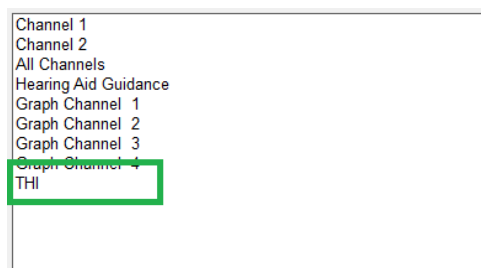 Channel 1
Channel 2
All Channels
Hearing Aid Guidance
Graph Channel  1
Graph Channel  2
Graph Channel  3
Graph Channel  4
THI